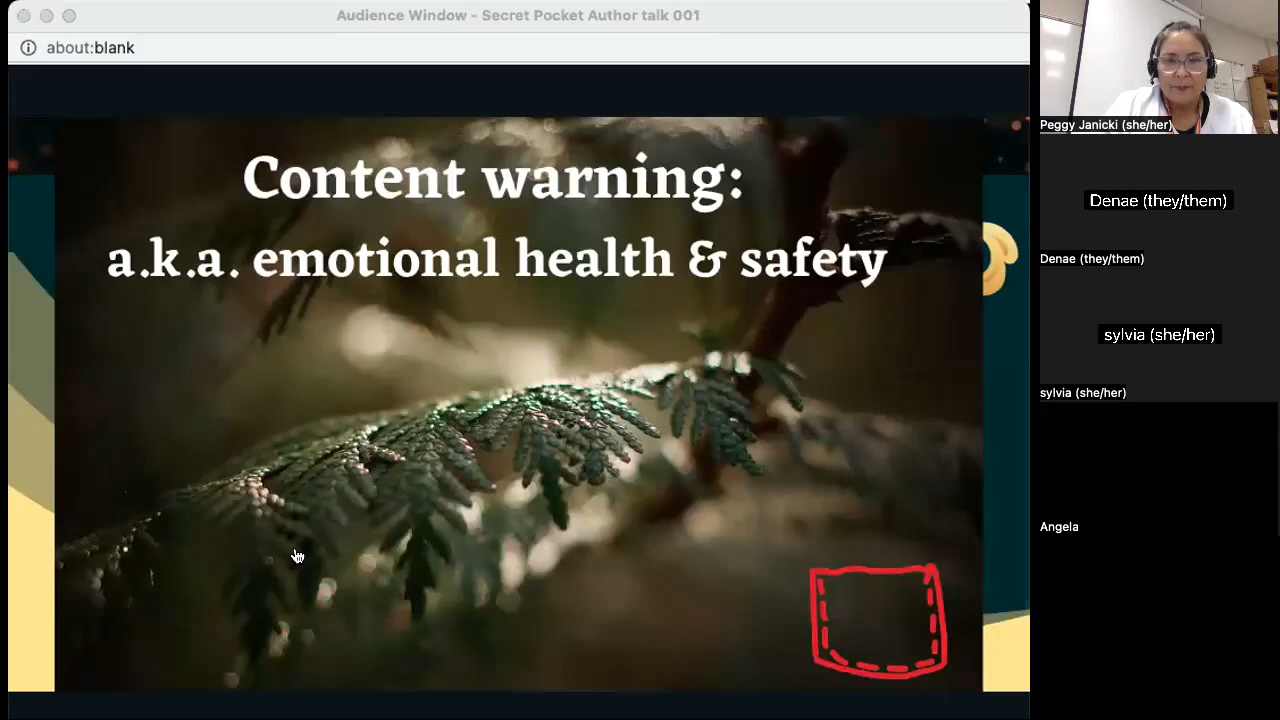 Audience Window - Secret Pocket Author talk 001
about:blank
Content warning:
a.k.a. emotional health & safety
Peggy Janicki (she/her)
Denae (they/them)
Denae (they/them)
sylvia (she/her)
sylvia (she/her)
Angela